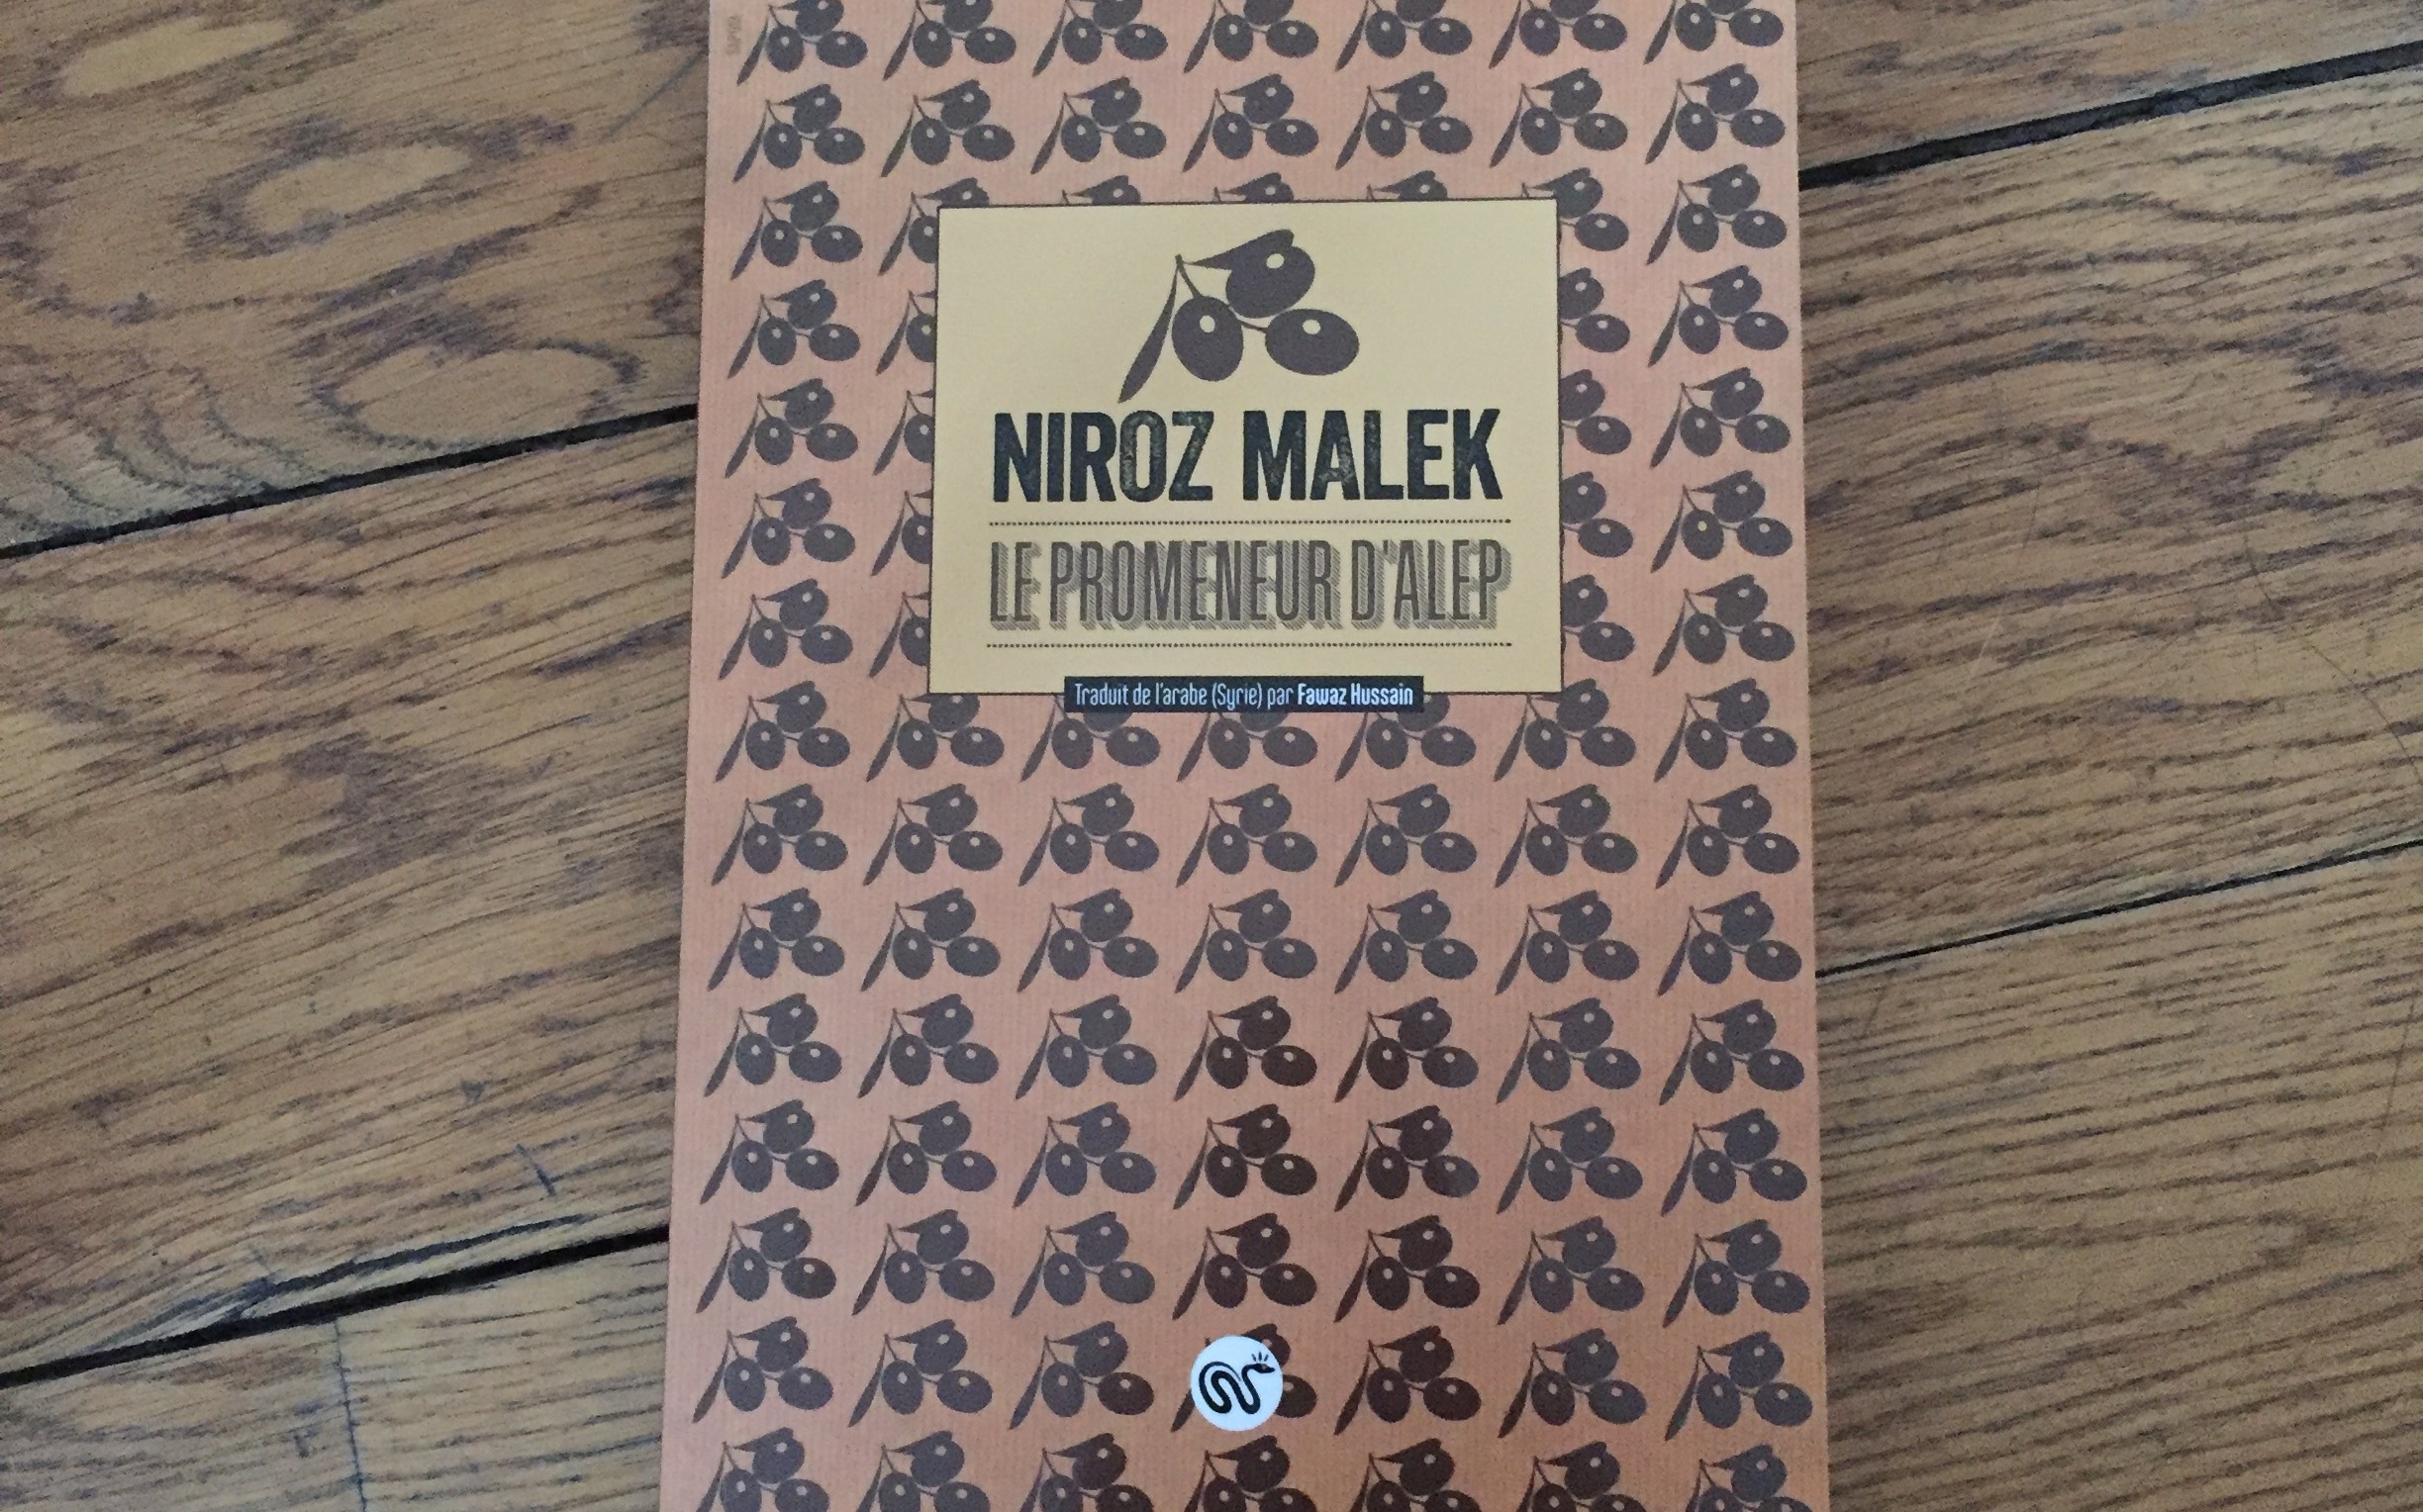 NIROZ MALEK
LE PROMENEUR D'ALEP
Traduit de l'arabe (Syrie) par Fawaz Hussain